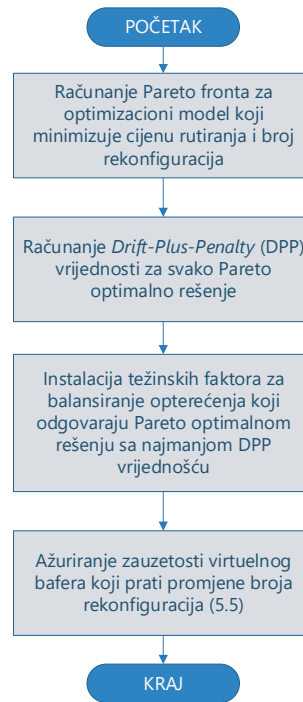 POČETAK
Računanje Pareto fronta za
optimizacioni model koji
minimizuje cijenu rutiranja i broj
rekonfiguracija
Računanje Drift-Plus-Penalty (DPP)
vrijednosti za svako Pareto
optimalno rešenje
Instalacija težinskih faktora za
balansiranje opterećenja koji
odgovaraju Pareto optimalnom
rešenju sa najmanjom DPP
vrijednošću
Ažuriranje zauzetosti virtuelnog
bafera koji prati promjene broja
rekonfiguracija (5.5)
KRAJ